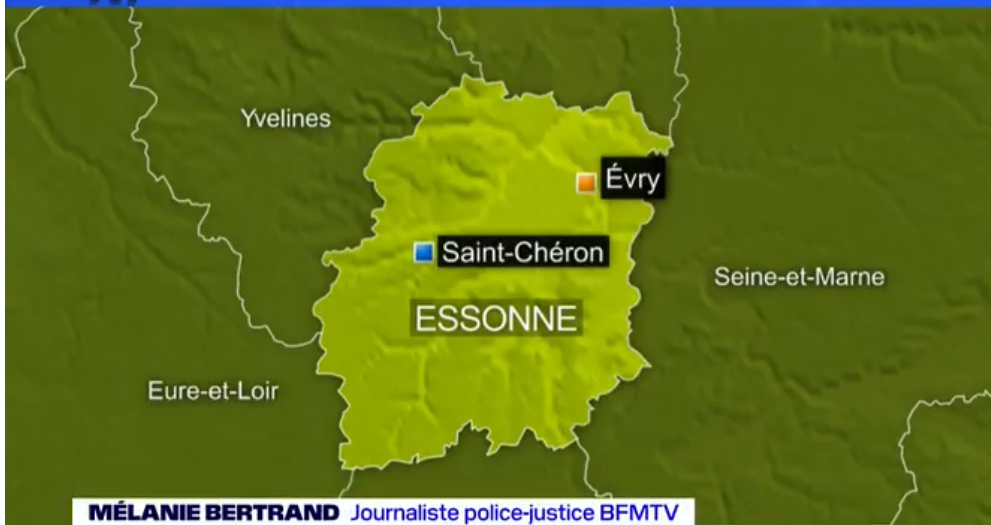 Yvelines
Évry
Saint-Chéron
Seine-et-Marne
ESSONNE
Eure-et-Loir
MÉLANIE BERTRAND Journaliste police-justice BFMTV